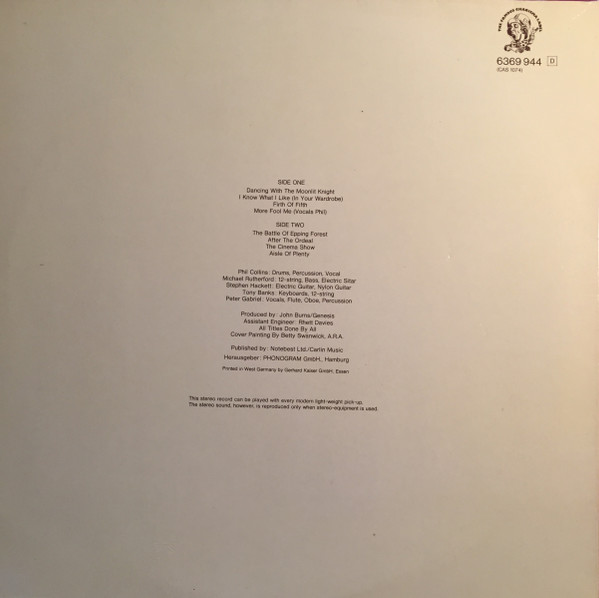 THE FAMOUS CHARISMA LABEL
6369 944 D
(CAS 1074)
SIDE ONE
Dancing With The Moonlit Knight
I Know What I Like (In Your Wardrobe)
Firth Of Fifth
More Fool Me (Vocals Phil)
SIDE TWO
The Battle Of Epping Forest
After The Ordeal
The Cinema Show
Aisle Of Plenty
Phil Collins: Drums, Percussion, Vocal
Michael Rutherford: 12-string, Bass, Electric Sitar
Stephen Hackett: Electric Guitar, Nylon Guitar
Tony Banks: Keyboards, 12-string
Peter Gabriel: Vocals, Flute, Oboe, Percussion
Produced by: John Burns/Genesis
Assistant Engineer: Rhett Davies
All Titles Done By All
Cover Painting By Betty Swanwick, A.R.A.
Published by: Notebest Ltd./Carlin Music
Herausgeber: PHONOGRAM GmbH., Hamburg
Printed in West Germany by Gerhard Kaiser GmbH, Essen
This stereo record can be played with every modern light-weight pick-up.
The stereo sound, however, is reproduced only when stereo-equipment is used.